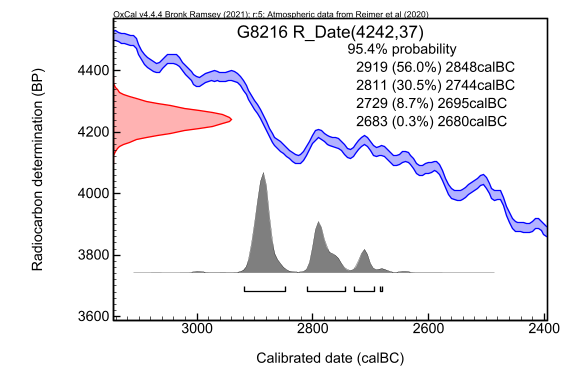 OxCal v4.4.4 Bronk Ramsey (2021); r:5; Atmospheric data from Reimer et al (2020)
G8216 R_Date(4242,37)
95.4% probability
2919 (56.0%) 2848calBC
2811 (30.5%) 2744calBC
2729 (8.7%) 2695calBC
2683 (0.3%) 2680calBC
Radiocarbon determination (BP)
4400
4200
4000
3800
3600
3000 2800 2600 2400
Calibrated date (calBC)